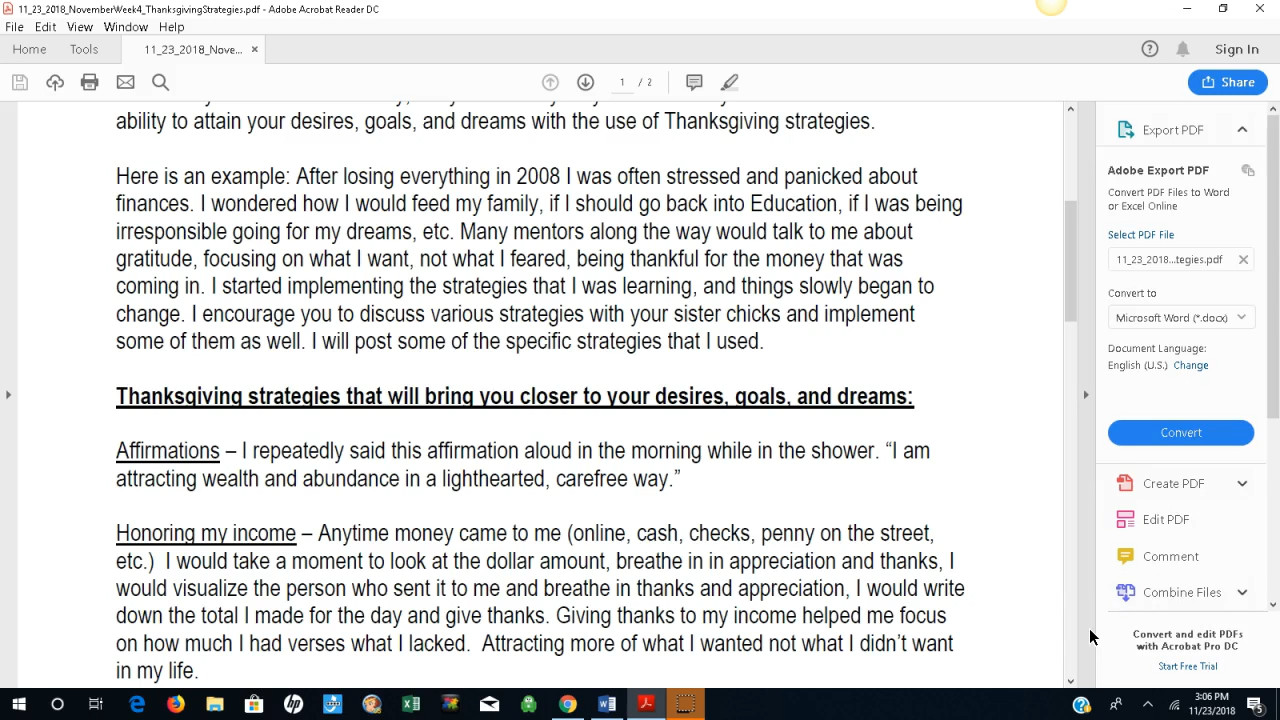 11_23_2018_NovemberWeek4_ThanksgivingStrategies.pdf - Adobe Acrobat Reader DC
File Edit View Window Help
Home Tools 11_23_2018_Nove... ×
1 / 2
Sign In
Share
ability to attain your desires, goals, and dreams with the use of Thanksgiving strategies.
Here is an example: After losing everything in 2008 I was often stressed and panicked about
finances. I wondered how I would feed my family, if I should go back into Education, if I was being
irresponsible going for my dreams, etc. Many mentors along the way would talk to me about
gratitude, focusing on what I want, not what I feared, being thankful for the money that was
coming in. I started implementing the strategies that I was learning, and things slowly began to
change. I encourage you to discuss various strategies with your sister chicks and implement
some of them as well. I will post some of the specific strategies that I used.
Thanksgiving strategies that will bring you closer to your desires, goals, and dreams:
Affirmations – I repeatedly said this affirmation aloud in the morning while in the shower. “I am
attracting wealth and abundance in a lighthearted, carefree way.”
Honoring my income – Anytime money came to me (online, cash, checks, penny on the street,
etc.)  I would take a moment to look at the dollar amount, breathe in in appreciation and thanks, I
would visualize the person who sent it to me and breathe in thanks and appreciation, I would write
down the total I made for the day and give thanks. Giving thanks to my income helped me focus
on how much I had verses what I lacked.  Attracting more of what I wanted not what I didn’t want
in my life.
Export PDF
Adobe Export PDF
Convert PDF Files to Word
or Excel Online
Select PDF File
11_23_2018...tegies.pdf
Convert to
Microsoft Word (*.docx)
Document Language:
English (U.S.) Change
Convert
Create PDF
Edit PDF
Comment
Combine Files
Convert and edit PDFs
with Acrobat Pro DC
Start Free Trial
3:06 PM
11/23/2018